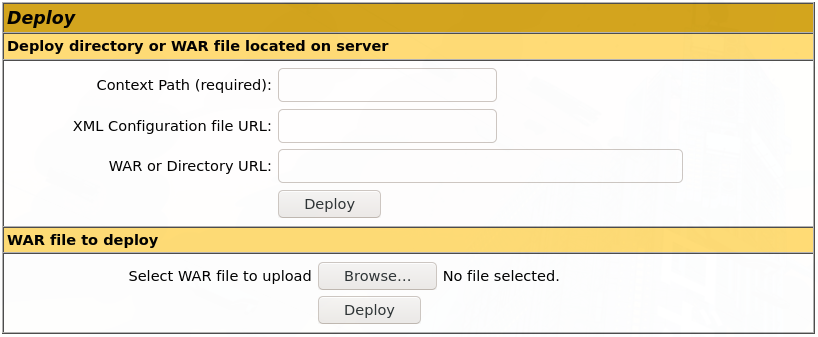 Deploy
Deploy directory or WAR file located on server
Context Path (required):
XML Configuration file URL:
WAR or Directory URL:
Deploy
WAR file to deploy
Select WAR file to upload Browse... No file selected.
Deploy